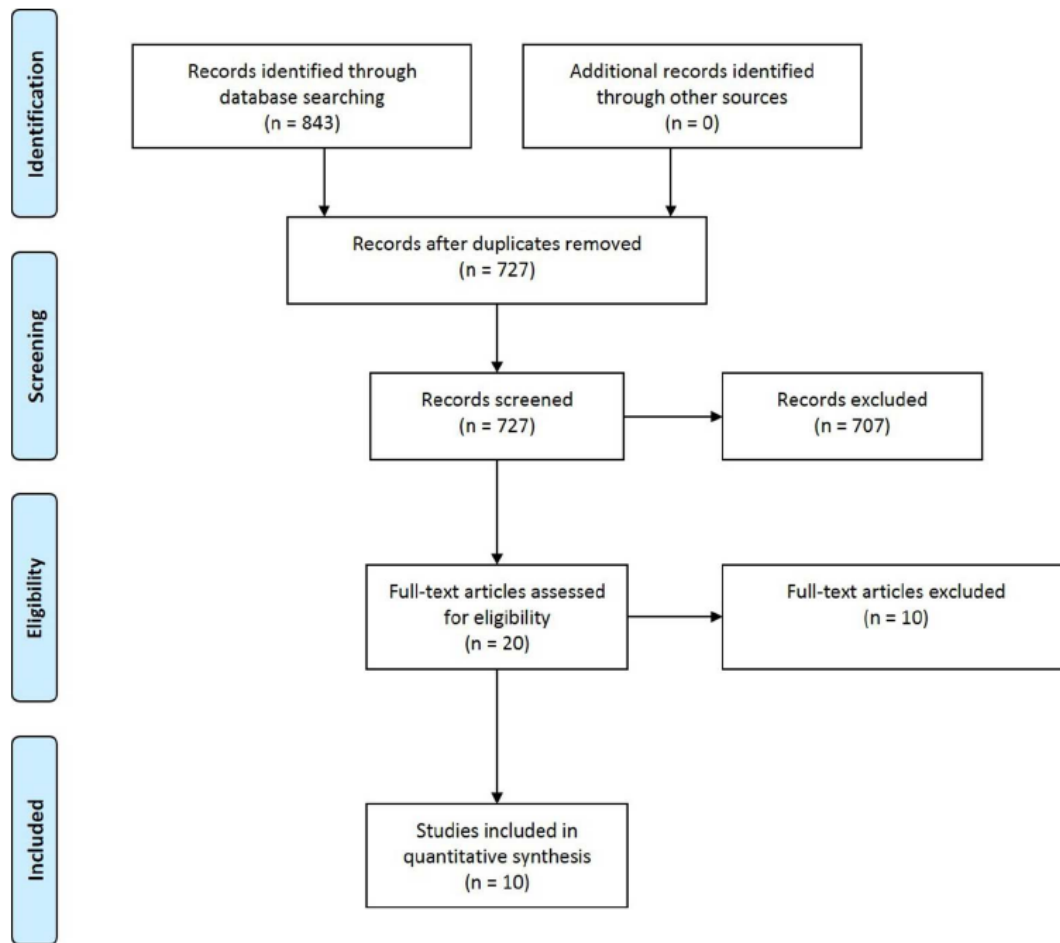 Identification
Records identified through
database searching
(n = 843)
Additional records identified
through other sources
(n = 0)
Records after duplicates removed
(n = 727)
Screening
Records screened
(n = 727)
Records excluded
(n = 707)
Eligibility
Full-text articles assessed
for eligibility
(n = 20)
Full-text articles excluded
(n = 10)
Included
Studies included in
quantitative synthesis
(n = 10)